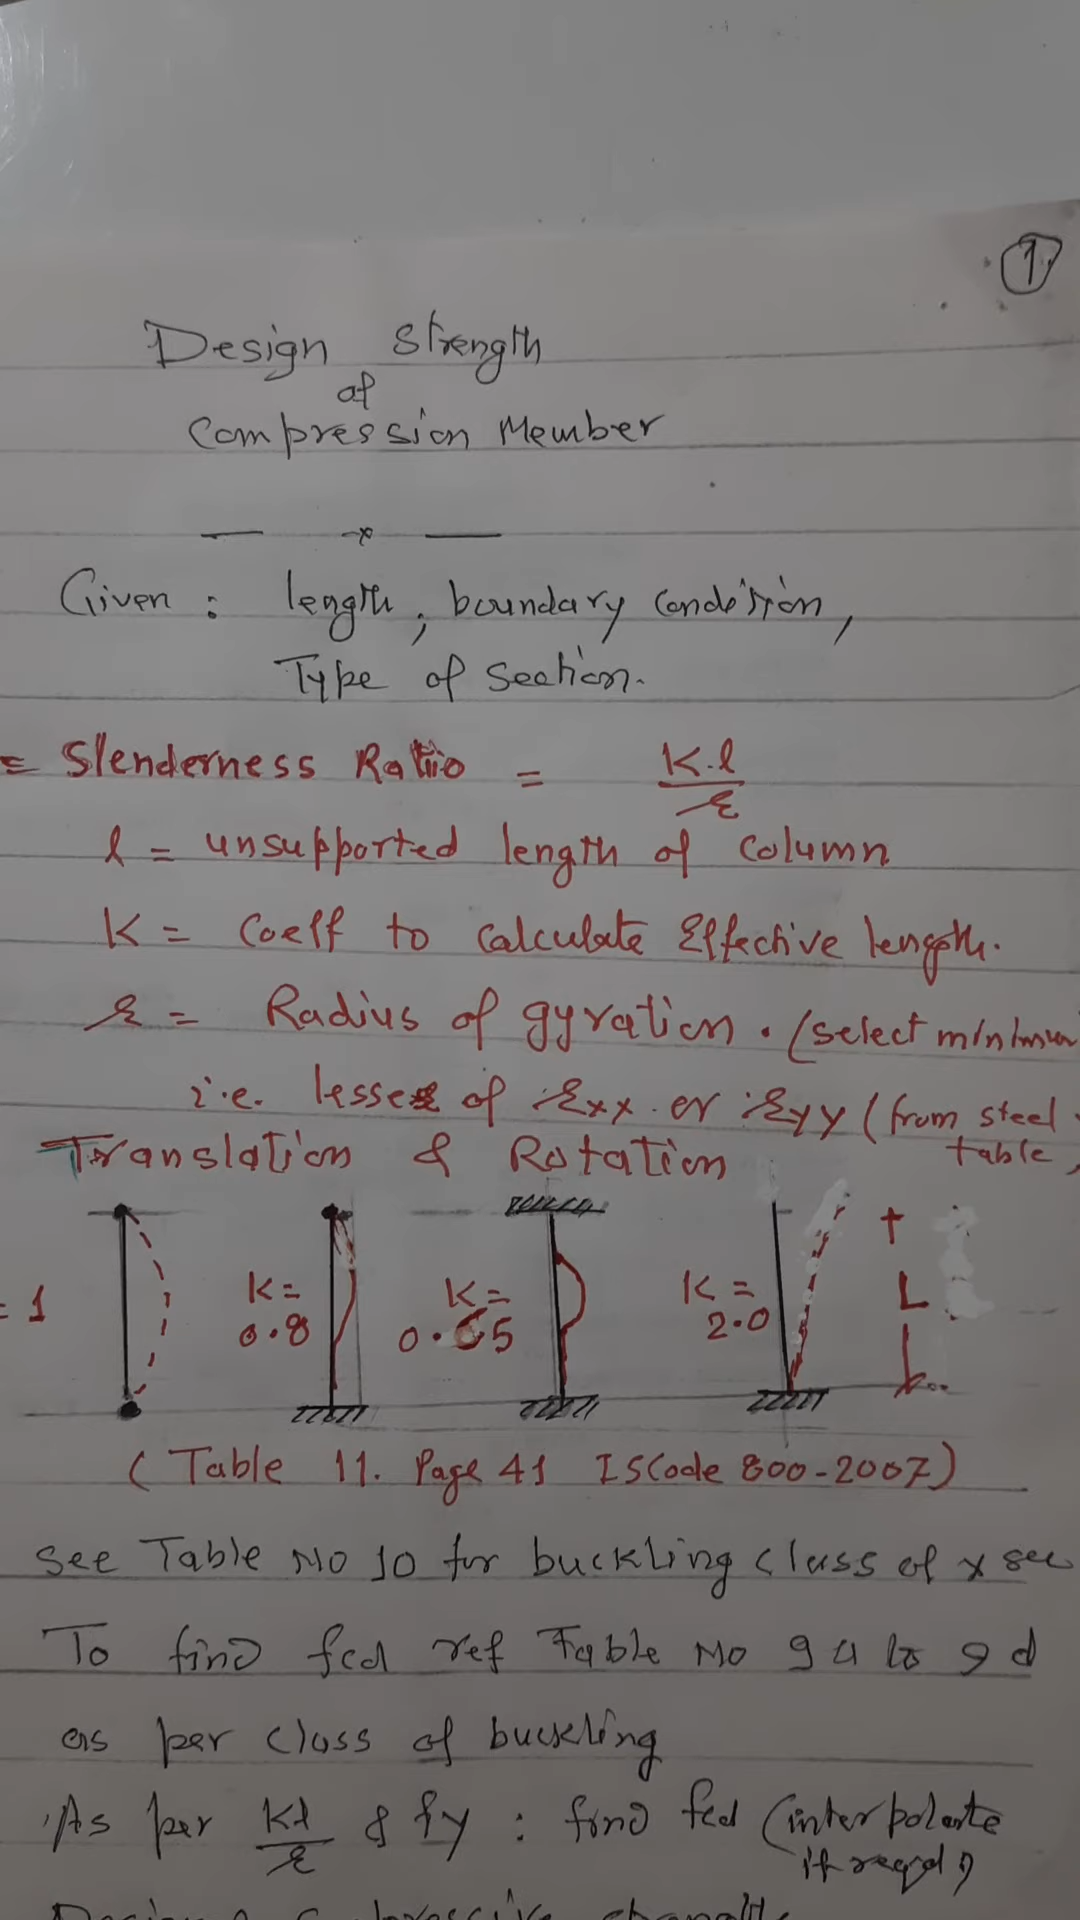 1
Design Strength
of
Compression Member
— x —
Given : length, boundary condition,
Type of Section.
= Slenderness Ratio = K.l/r
l = unsupported length of column
K = Coeff to calculate Effective length.
r = Radius of gyration. (select minimum
i.e. lesser of rxx or ryy (from steel
table,
Translation & Rotation
= 1
K = 0.8
K = 0.65
K = 2.0
(Table 11. Page 41 IS Code 800-2007)
see Table No 10 for buckling class of x sec
To find fcd ref Table No 9 a to 9 d
as per class of buckling
As per Kl/r & fy : find fcd (interpolate
if reqd)